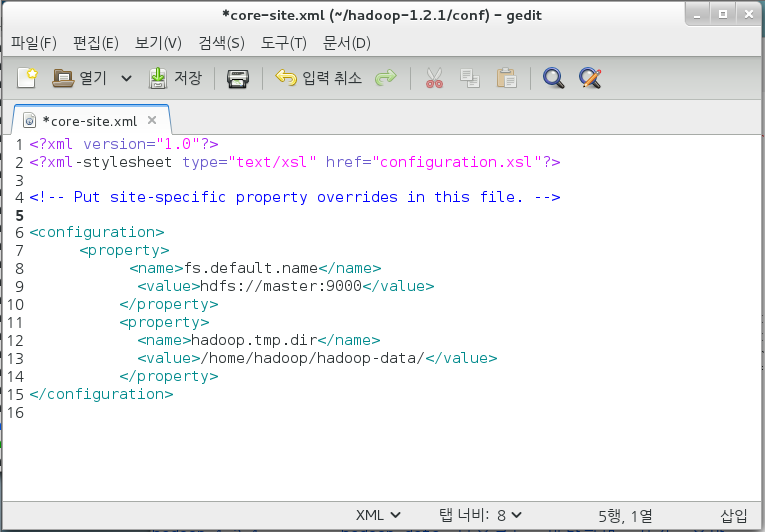 *core-site.xml (~/hadoop-1.2.1/conf) - gedit
파일(F) 편집(E) 보기(V) 검색(S) 도구(T) 문서(D)
열기 저장 입력 취소
*core-site.xml
1 <?xml version="1.0"?>
2 <?xml-stylesheet type="text/xsl" href="configuration.xsl"?>
3
4 <!-- Put site-specific property overrides in this file. -->
5
6 <configuration>
7 <property>
8 <name>fs.default.name</name>
9 <value>hdfs://master:9000</value>
10 </property>
11 <property>
12 <name>hadoop.tmp.dir</name>
13 <value>/home/hadoop/hadoop-data/</value>
14 </property>
15 </configuration>
16
XML 탭 너비: 8 5행, 1열 삽입